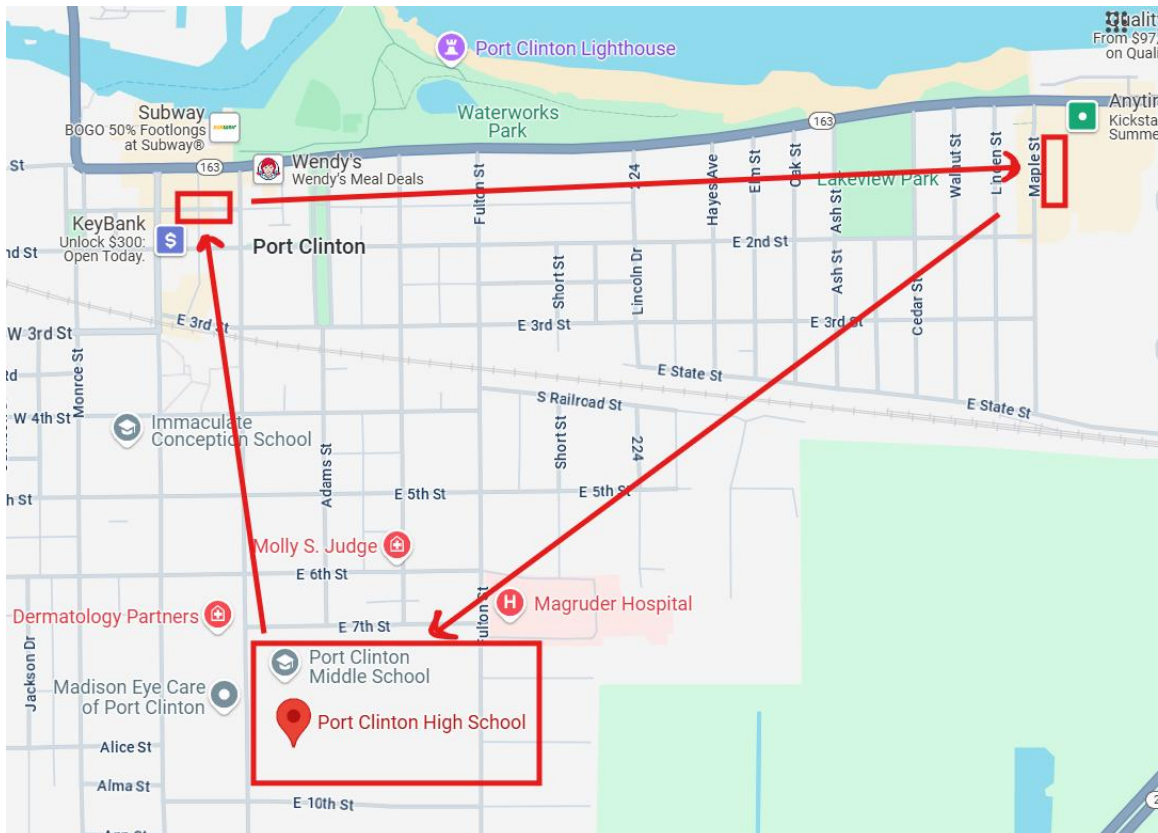 Quality
From $97,
on Quali
Port Clinton Lighthouse
Anytim
Kicksta
Summe
Subway
BOGO 50% Footlongs
at Subway®
SUBWAY
Waterworks
Park
163
163
St
Wendy's
Wendy's Meal Deals
Fulton St
224
Hayes Ave
Elm St
Oak St
Lakeview Park
Ash St
Walnut St
Linden St
Maple St
KeyBank
Unlock $300:
Open Today.
$
Port Clinton
nd St
E 2nd St
Short St
Lincoln Dr
Ash St
Cedar St
E 3rd St
E 3rd St
E 3rd St
W 3rd St
rd
Monroe St
E State St
S Railroad St
E State St
W 4th St
Immaculate
Conception School
Adams St
Short St
224
h St
E 5th St
E 5th St
Molly S. Judge
E 6th St
H
Magruder Hospital
Dermatology Partners
E 7th St
Fulton St
Jackson Dr
Port Clinton
Middle School
Madison Eye Care
of Port Clinton
Port Clinton High School
Alice St
Alma St
E 10th St
2